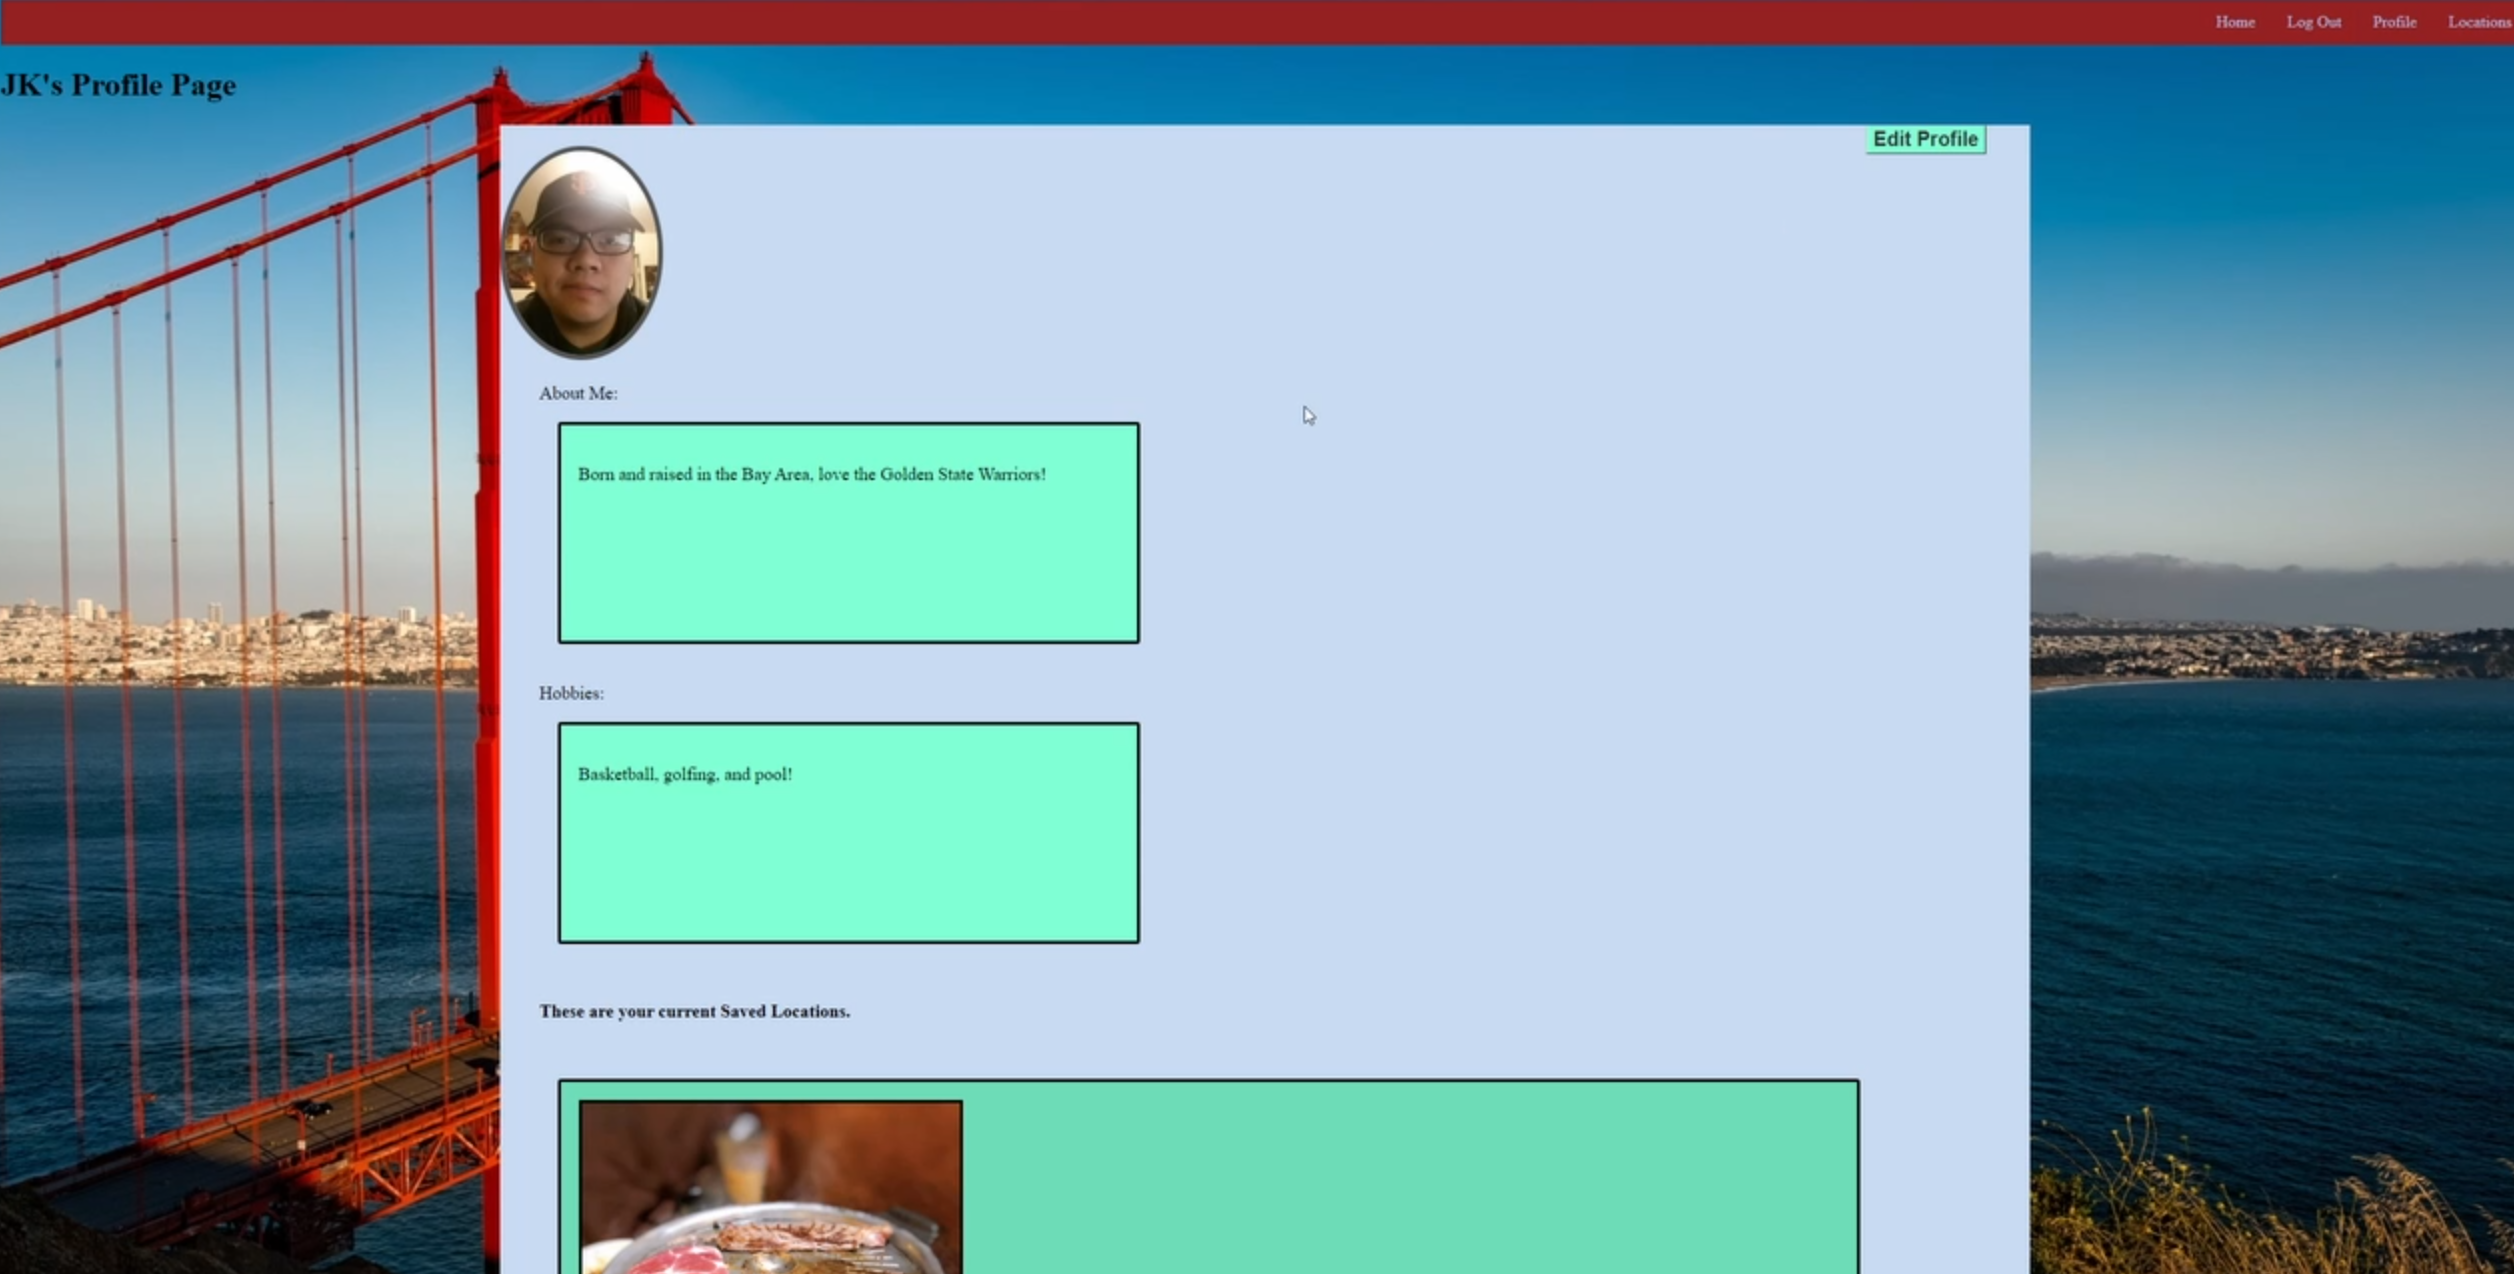 Home Log Out Profile Locations
JK's Profile Page
Edit Profile
About Me:
Born and raised in the Bay Area, love the Golden State Warriors!
Hobbies:
Basketball, golfing, and pool!
These are your current Saved Locations.